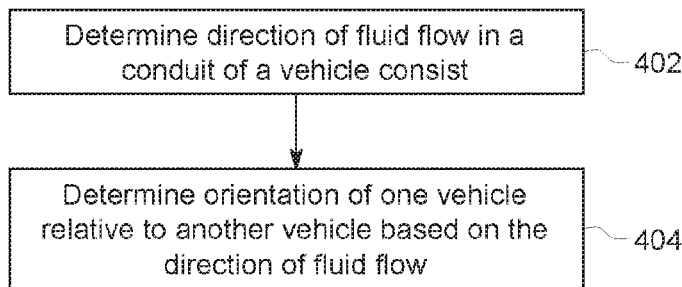 Determine direction of fluid flow in a
conduit of a vehicle consist
402
Determine orientation of one vehicle
relative to another vehicle based on the
direction of fluid flow
404